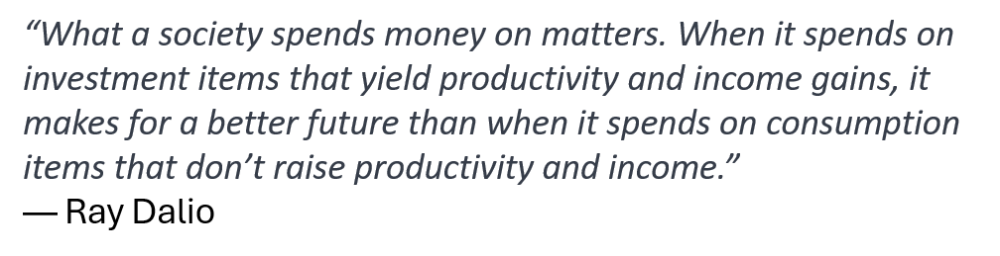 “What a society spends money on matters. When it spends on
investment items that yield productivity and income gains, it
makes for a better future than when it spends on consumption
items that don’t raise productivity and income.”
— Ray Dalio